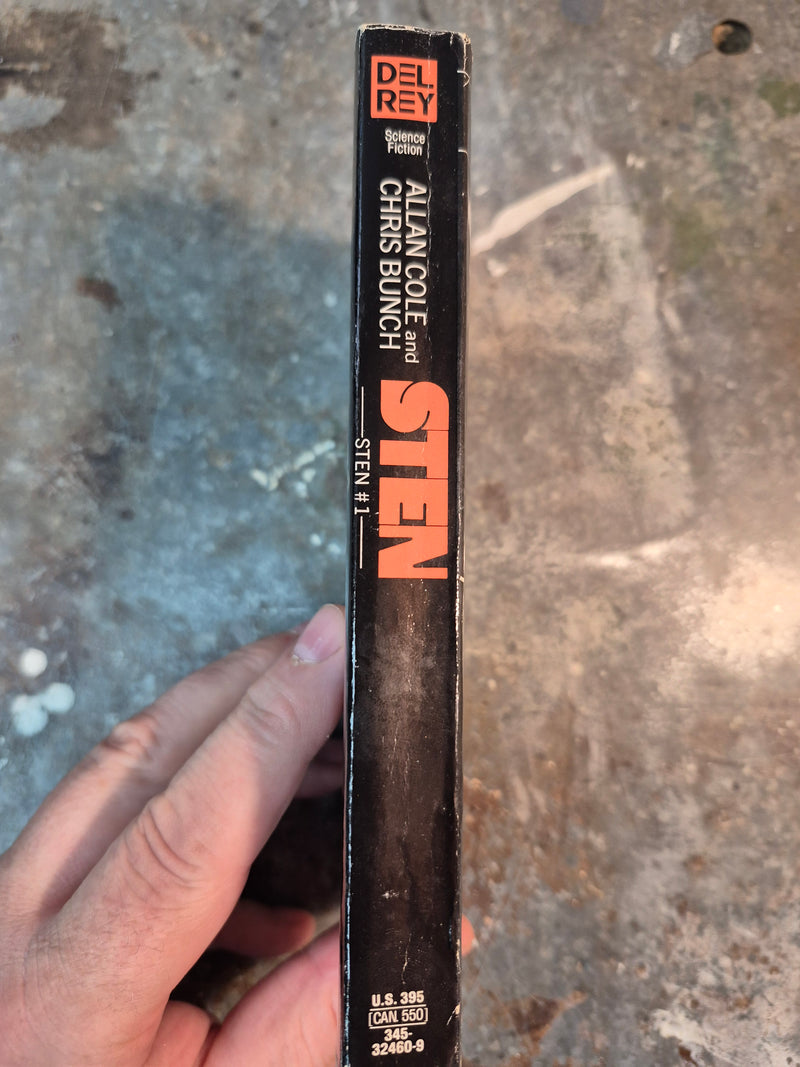 DEL
REY
Science
Fiction
ALLAN COLE and
CHRIS BUNCH
STEN
STEN #1
U.S. 395
CAN. 550
345-
32460-9